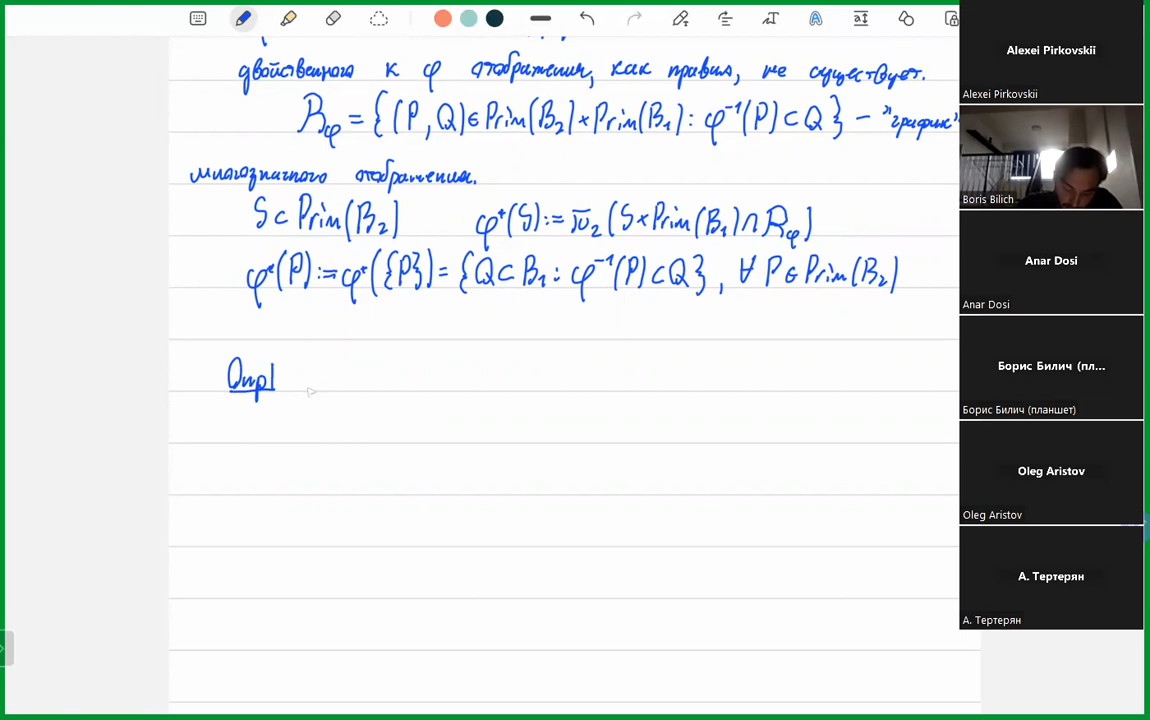 двойственного к φ отображения, как правило, не существует.
R_φ = {(P, Q) ∈ Prim(B₂) × Prim(B₁) : φ⁻¹(P) ⊂ Q} – "график"
многозначного отображения.
S ⊂ Prim(B₂) φ*(S) := π₂(S × Prim(B₁) ∩ R_φ)
φ*(P) := φ*({P}) = {Q ⊂ B₁ : φ⁻¹(P) ⊂ Q}, ∀ P ∈ Prim(B₂)
Опр|
Alexei Pirkovskii
Alexei Pirkovskii
Boris Bilich
Anar Dosi
Anar Dosi
Борис Билич (пл...
Борис Билич (планшет)
Oleg Aristov
Oleg Aristov
А. Тертерян
А. Тертерян